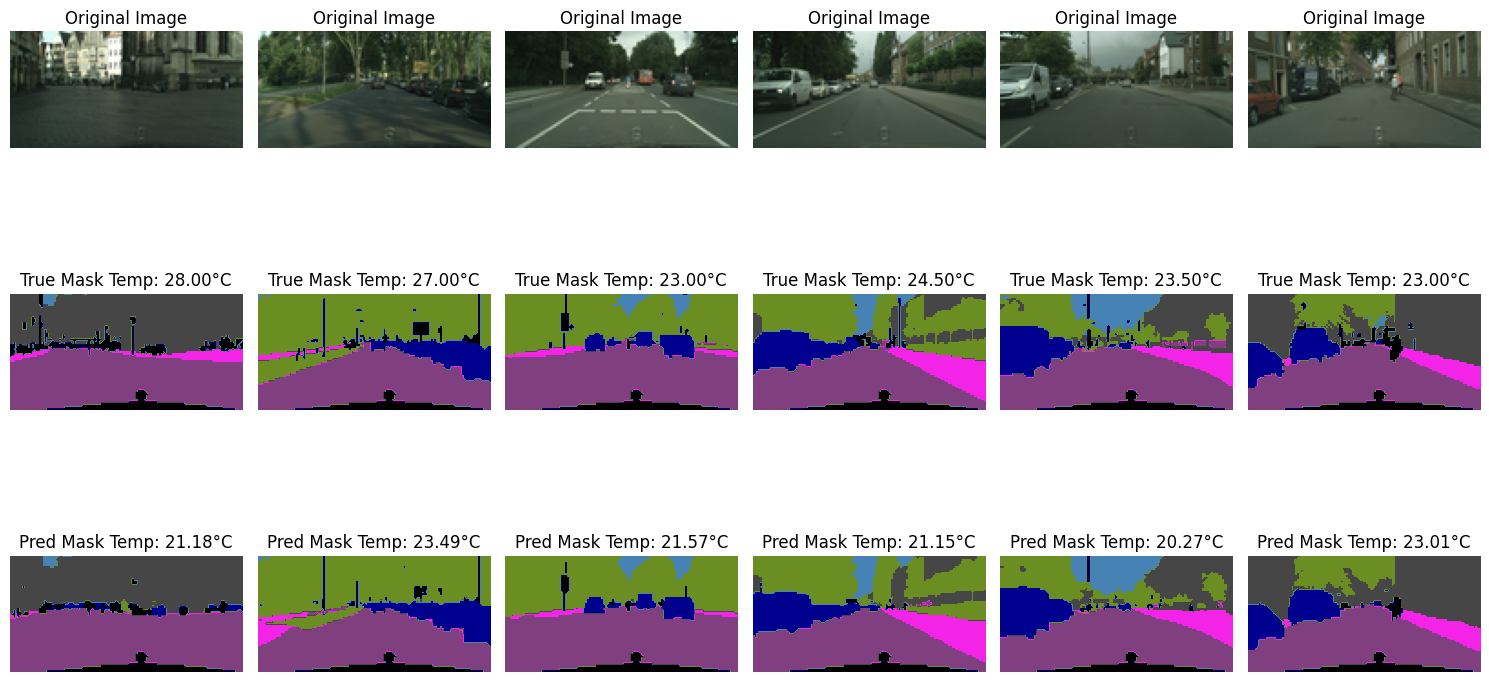 Original Image
Original Image
Original Image
Original Image
Original Image
Original Image
True Mask Temp: 28.00°C
True Mask Temp: 27.00°C
True Mask Temp: 23.00°C
True Mask Temp: 24.50°C
True Mask Temp: 23.50°C
True Mask Temp: 23.00°C
Pred Mask Temp: 21.18°C
Pred Mask Temp: 23.49°C
Pred Mask Temp: 21.57°C
Pred Mask Temp: 21.15°C
Pred Mask Temp: 20.27°C
Pred Mask Temp: 23.01°C